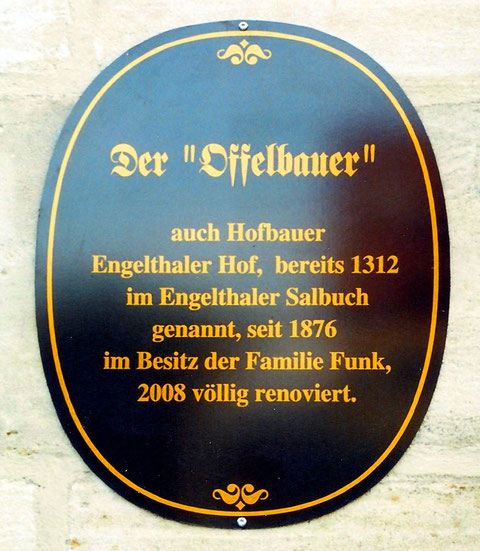 Der "Offelbauer"
auch Hofbauer
Engelthaler Hof, bereits 1312
im Engelthaler Salbuch
genannt, seit 1876
im Besitz der Familie Funk,
2008 völlig renoviert.